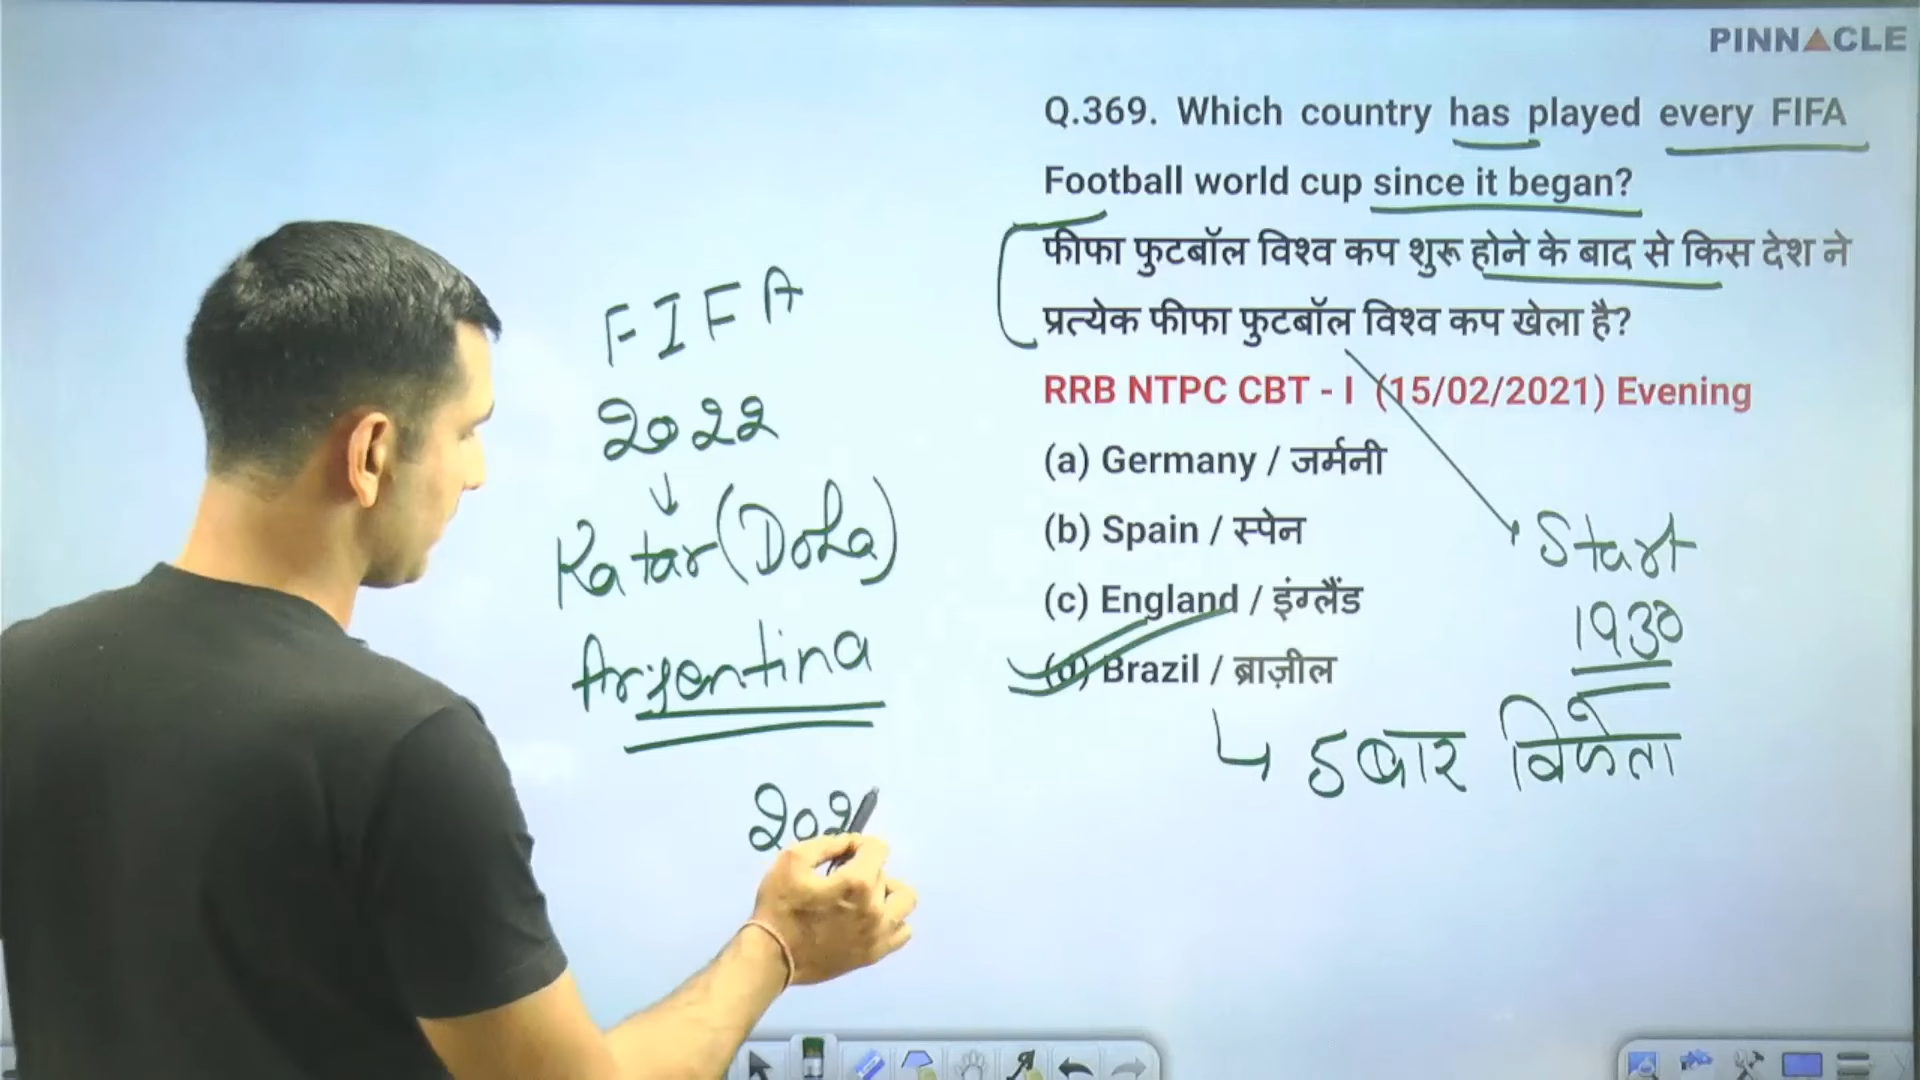 PINNACLE
Q.369. Which country has played every FIFA
Football world cup since it began?
फीफा फुटबॉल विश्व कप शुरू होने के बाद से किस देश ने
प्रत्येक फीफा फुटबॉल विश्व कप खेला है?
RRB NTPC CBT - I (15/02/2021) Evening
(a) Germany / जर्मनी
(b) Spain / स्पेन
(c) England / इंग्लैंड
(d) Brazil / ब्राज़ील
Start
1930
5 बार विजेता
FIFA
2022
Katar (Doha)
Argentina
202